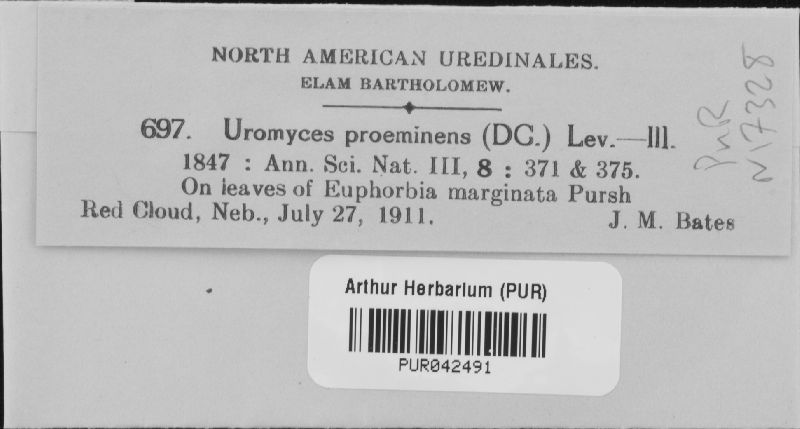 NORTH AMERICAN UREDINALES.
ELAM BARTHOLOMEW.
697. Uromyces proeminens (DC.) Lev.—III.
1847 : Ann. Sci. Nat. III, 8 : 371 & 375.
On leaves of Euphorbia marginata Pursh
Red Cloud, Neb., July 27, 1911. J. M. Bates
PUR
N17328
Arthur Herbarium (PUR)
PUR042491